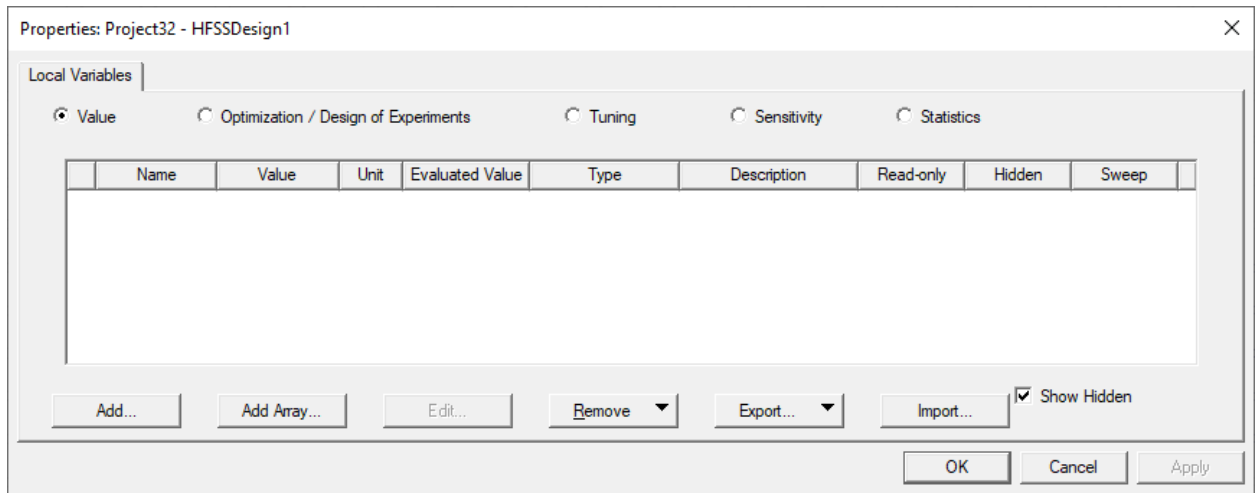 Properties: Project32 - HFSSDesign1
Local Variables
Value Optimization / Design of Experiments Tuning Sensitivity Statistics
Name Value Unit Evaluated Value Type Description Read-only Hidden Sweep
Add... Add Array... Edit... Remove Export... Import... Show Hidden
OK Cancel Apply